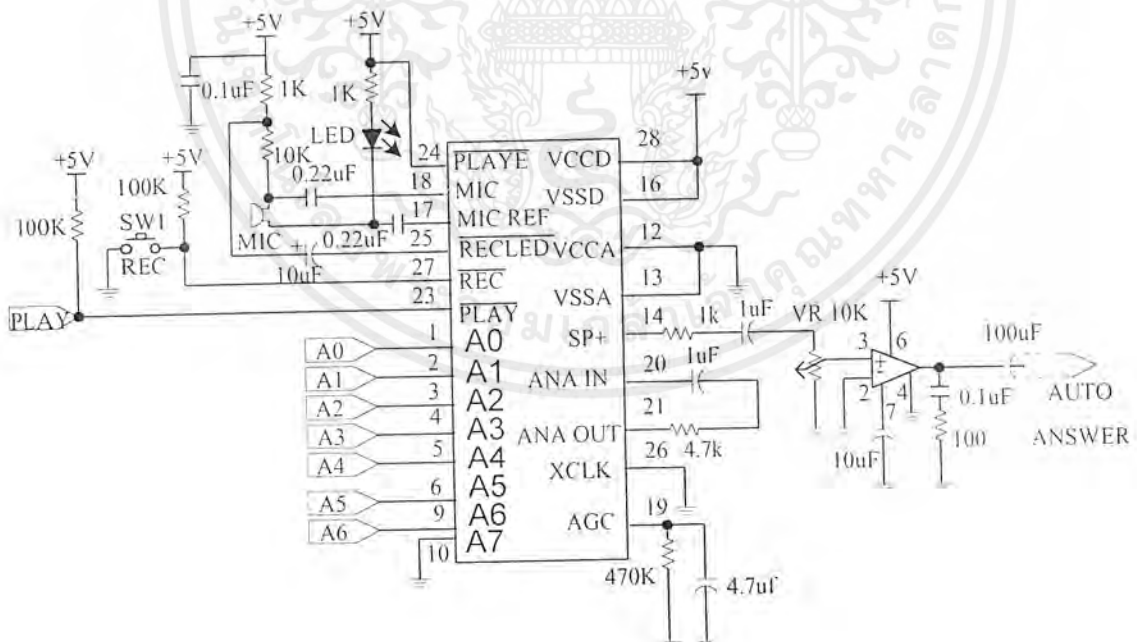 +5V
+5V
0.1uF
1K
1K
+5v
LED
10K
+5V
+5V
0.22uF
100K
100K
SW1
REC
MIC
+
0.22uF
10uF
PLAY
24
18
17
25
27
23
1
2
3
4
5
6
9
10
A0
A1
A2
A3
A4
A5
A6
PLAYE
MIC
MIC REF
RECLED
REC
PLAY
A0
A1
A2
A3
A4
A5
A6
A7
VCCD
VSSD
VCCA
VSSA
SP+
ANA IN
ANA OUT
XCLK
AGC
28
16
12
13
14
20
21
26
19
1k
1uF
1uF
4.7k
470K
4.7uf
VR 10K
+5V
3
6
+
-
2
7
4
10uF
0.1uF
100
100uF
AUTO
ANSWER